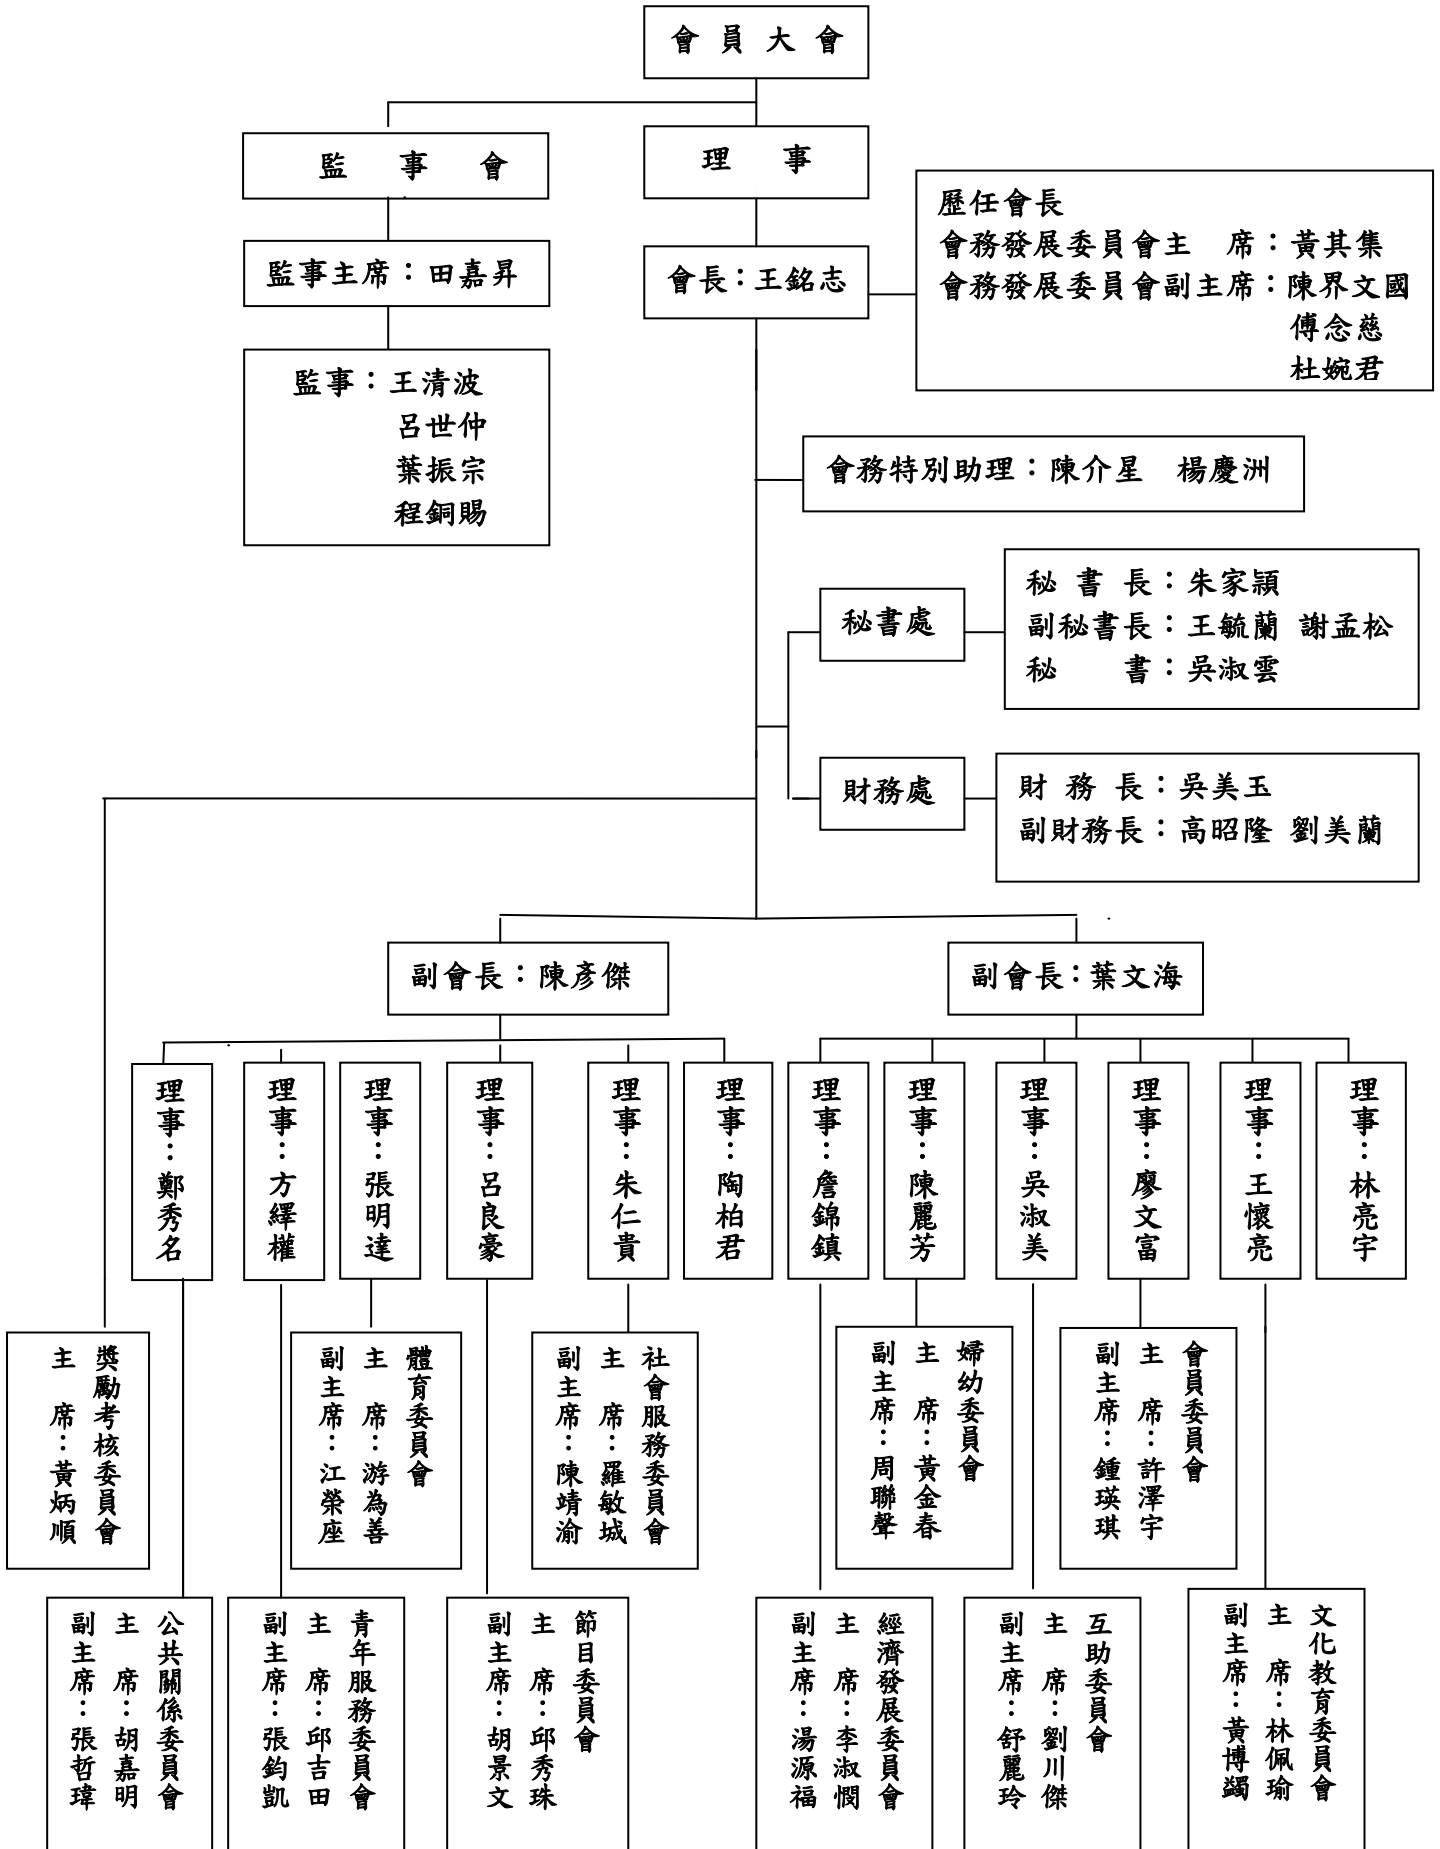 會員大會
監事會
理事
歷任會長
會務發展委員會主　席：黃其集
會務發展委員會副主席：陳界文國
傅念慈
杜婉君
監事主席：田嘉昇
會長：王銘志
監事：王清波
呂世仲
葉振宗
程銅賜
會務特別助理：陳介星　楊慶洲
秘書處
秘 書 長：朱家頴
副秘書長：王毓蘭 謝孟松
秘　　書：吳淑雲
財務處
財 務 長：吳美玉
副財務長：高昭隆 劉美蘭
副會長：陳彥傑
副會長：葉文海
理事：鄭秀名
理事：方繹權
理事：張明達
理事：呂良豪
理事：朱仁貴
理事：陶柏君
理事：詹錦鎮
理事：陳麗芳
理事：吳淑美
理事：廖文富
理事：王懷亮
理事：林亮宇
獎勵考核委員會
主　席：黃炳順
體育委員會
主　席：游為善
副主席：江榮座
社會服務委員會
主　席：羅敏城
副主席：陳靖渝
婦幼委員會
主　席：黃金春
副主席：周聯聲
會員委員會
主　席：許澤宇
副主席：鍾瑛琪
公共關係委員會
主　席：胡嘉明
副主席：張哲瑋
青年服務委員會
主　席：邱吉田
副主席：張鈞凱
節目委員會
主　席：邱秀珠
副主席：胡景文
經濟發展委員會
主　席：李淑憫
副主席：湯源福
互助委員會
主　席：劉川傑
副主席：舒麗玲
文化教育委員會
主　席：林佩瑜
副主席：黃博蠲